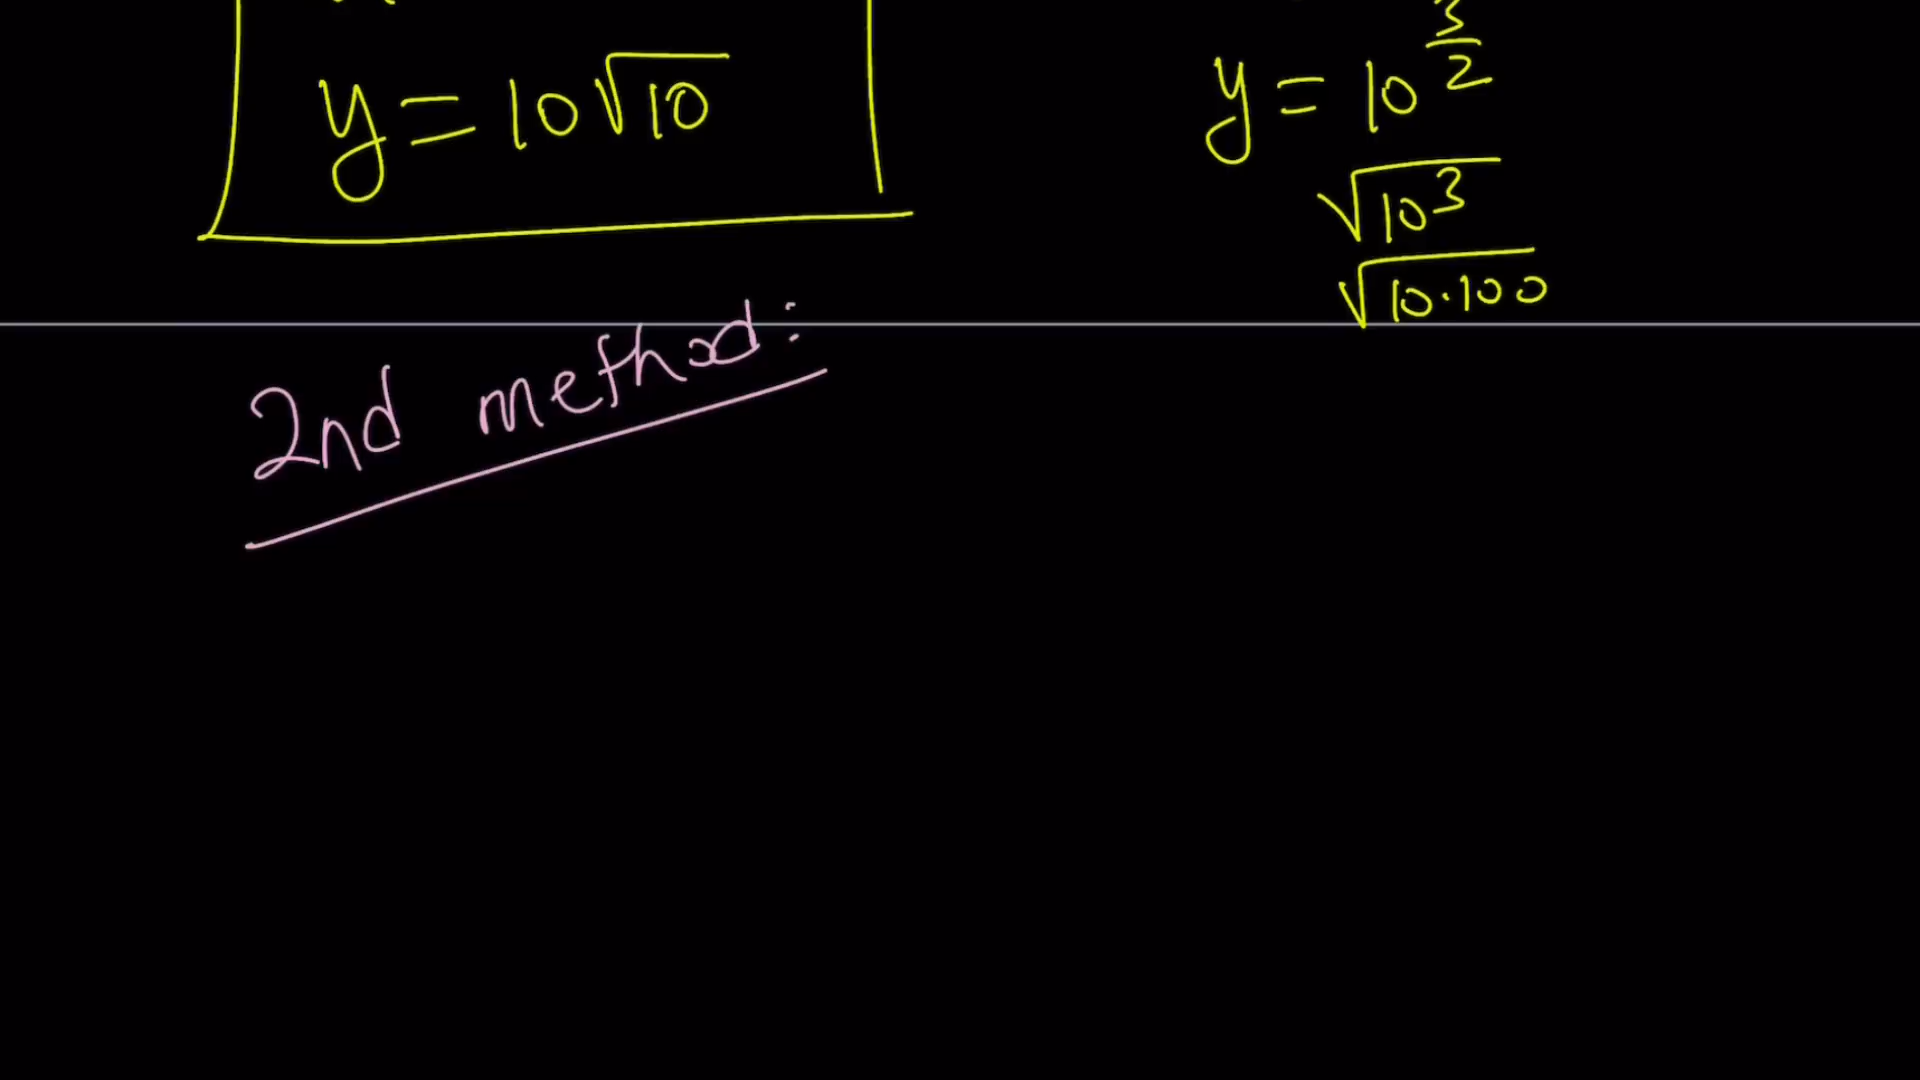 y = 10√10
y = 10^(3/2)
√10³
√10·100
2nd method: